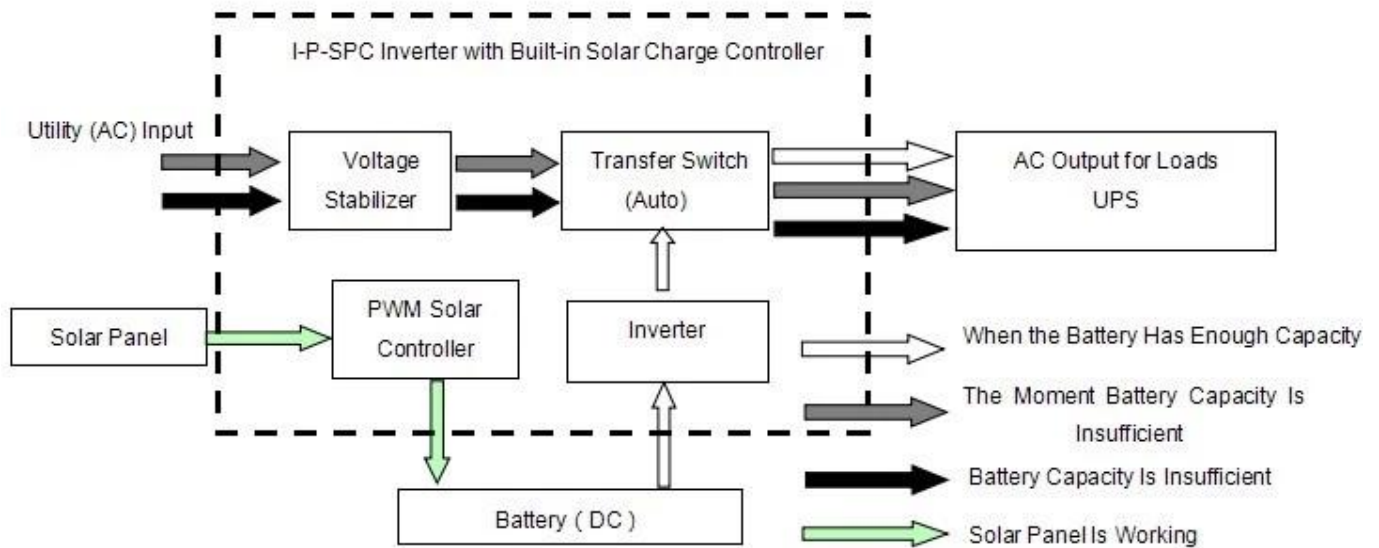 I-P-SPC Inverter with Built-in Solar Charge Controller
Utility (AC) Input
Voltage
Stabilizer
Transfer Switch
(Auto)
AC Output for Loads
UPS
Solar Panel
PWM Solar
Controller
Inverter
Battery ( DC )
When the Battery Has Enough Capacity
The Moment Battery Capacity Is
Insufficient
Battery Capacity Is Insufficient
Solar Panel Is Working